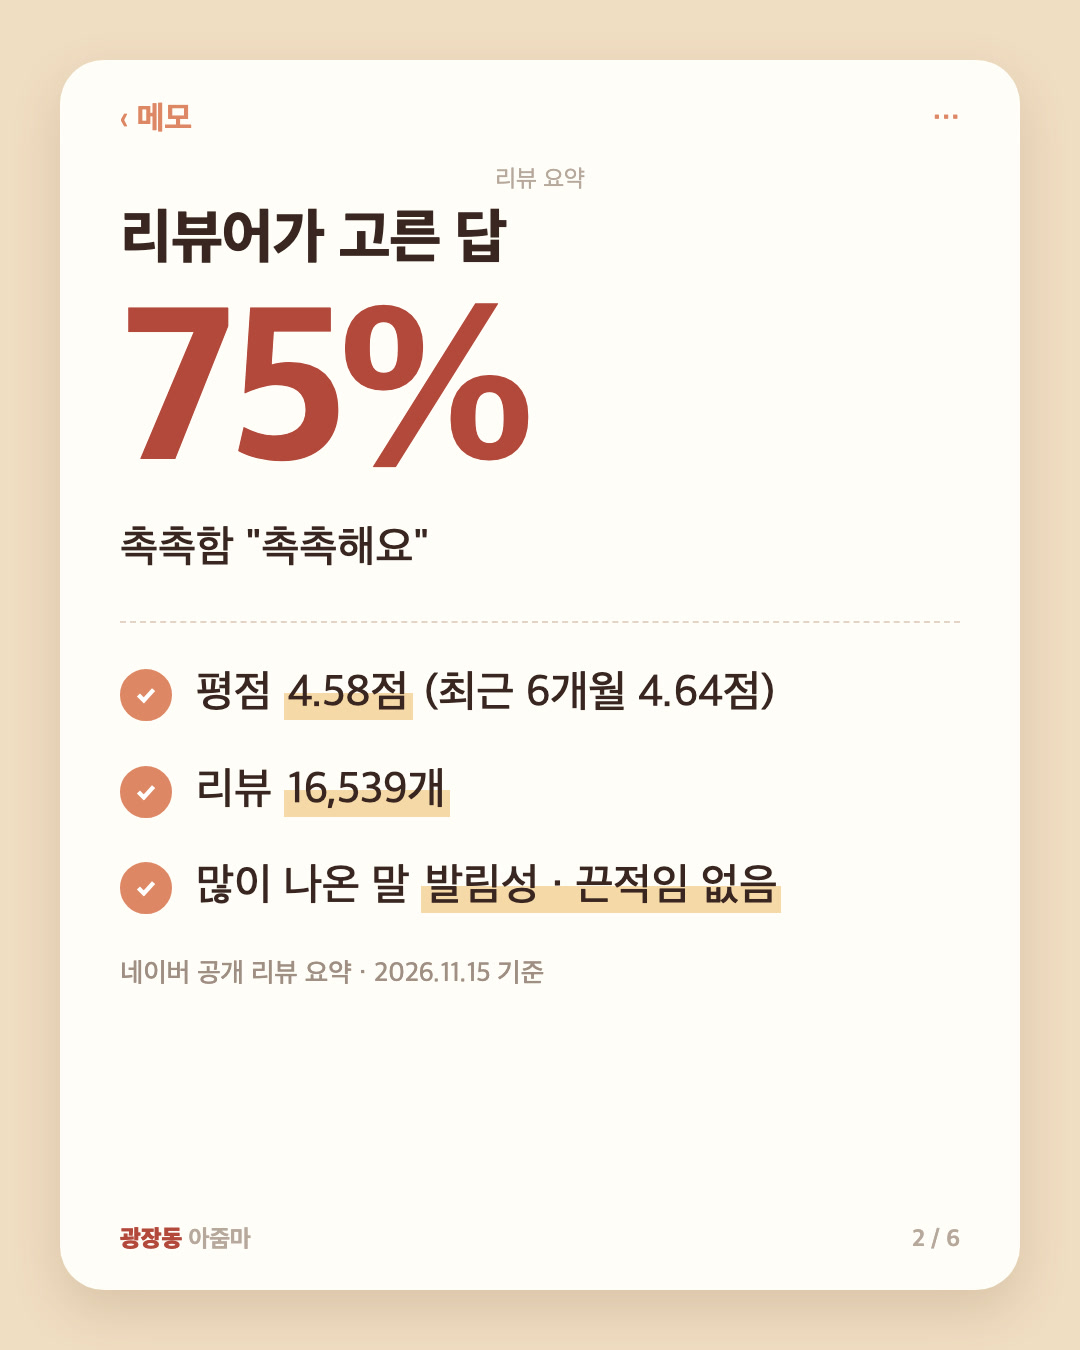 ‹ 메모 ···
리뷰 요약
리뷰어가 고른 답
75%
촉촉함 "촉촉해요"
평점 4.58점 (최근 6개월 4.64점)
리뷰 16,539개
많이 나온 말 발림성 · 끈적임 없음
네이버 공개 리뷰 요약 · 2026.11.15 기준
광장동 아줌마 2 / 6